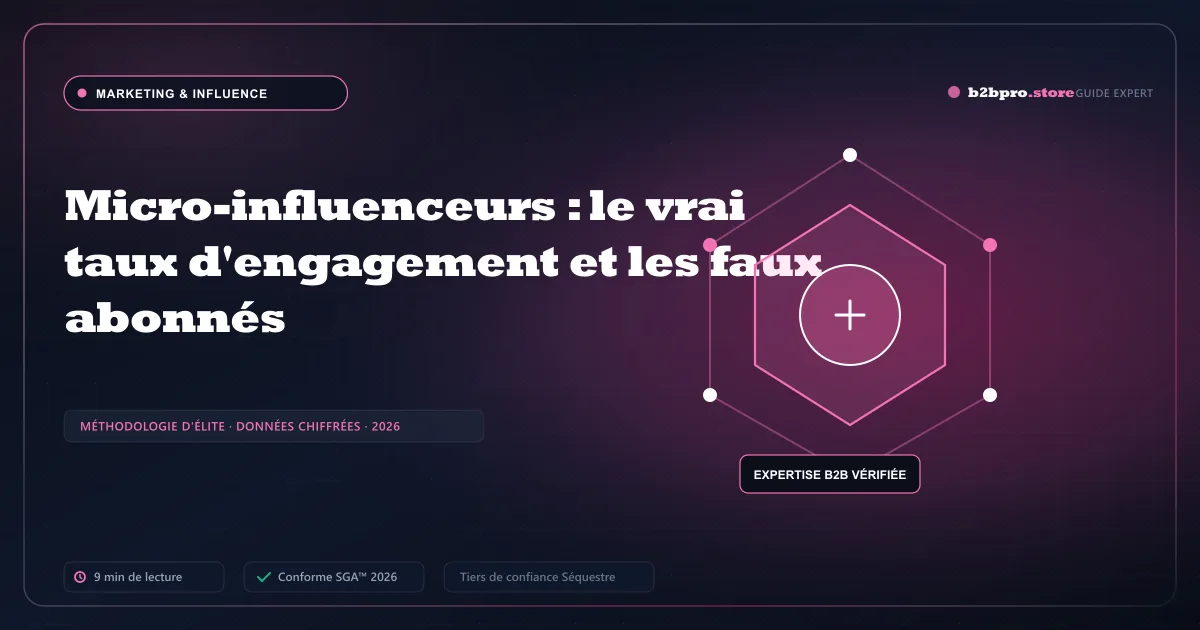 MARKETING & INFLUENCE
b2bpro.store GUIDE EXPERT
Micro-influenceurs : le vrai
taux d'engagement et les faux
abonnés
MÉTHODOLOGIE D'ÉLITE · DONNÉES CHIFFRÉES · 2026
EXPERTISE B2B VÉRIFIÉE
9 min de lecture
Conforme SGA™ 2026
Tiers de confiance Séquestre